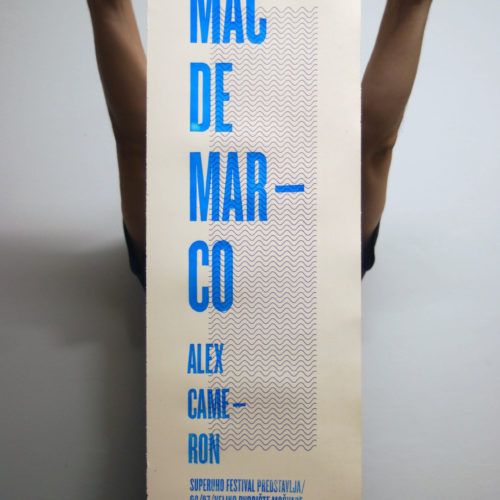 MAC
DE
MAR—
CO
ALEX
CAME—
RON
SUPERUHO FESTIVAL PREDSTAVLJA/